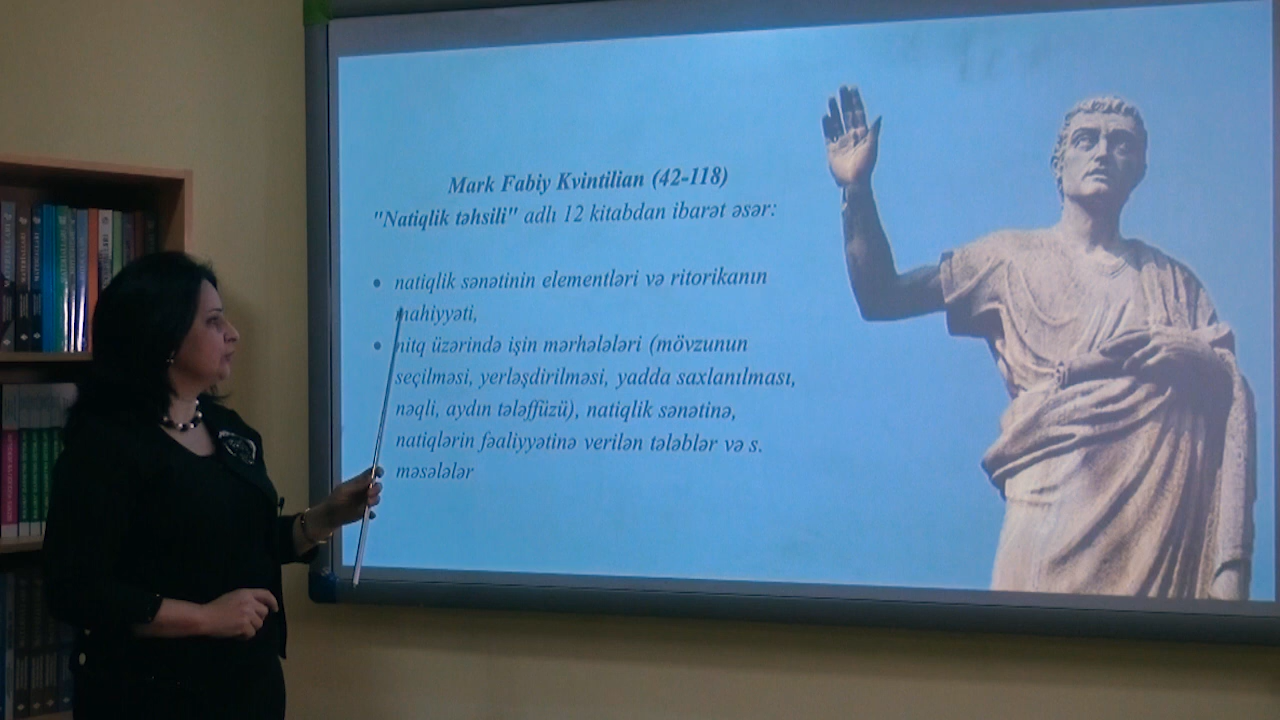 Mark Fabiy Kvintilian (42-118)
"Natiqlik təhsili" adlı 12 kitabdan ibarət əsər:
• natiqlik sənətinin elementləri və ritorikanın
mahiyyəti,
• nitq üzərində işin mərhələləri (mövzunun
seçilməsi, yerləşdirilməsi, yadda saxlanılması,
nəqli, aydın tələffüzü), natiqlik sənətinə,
natiqlərin fəaliyyətinə verilən tələblər və s.
məsələlər